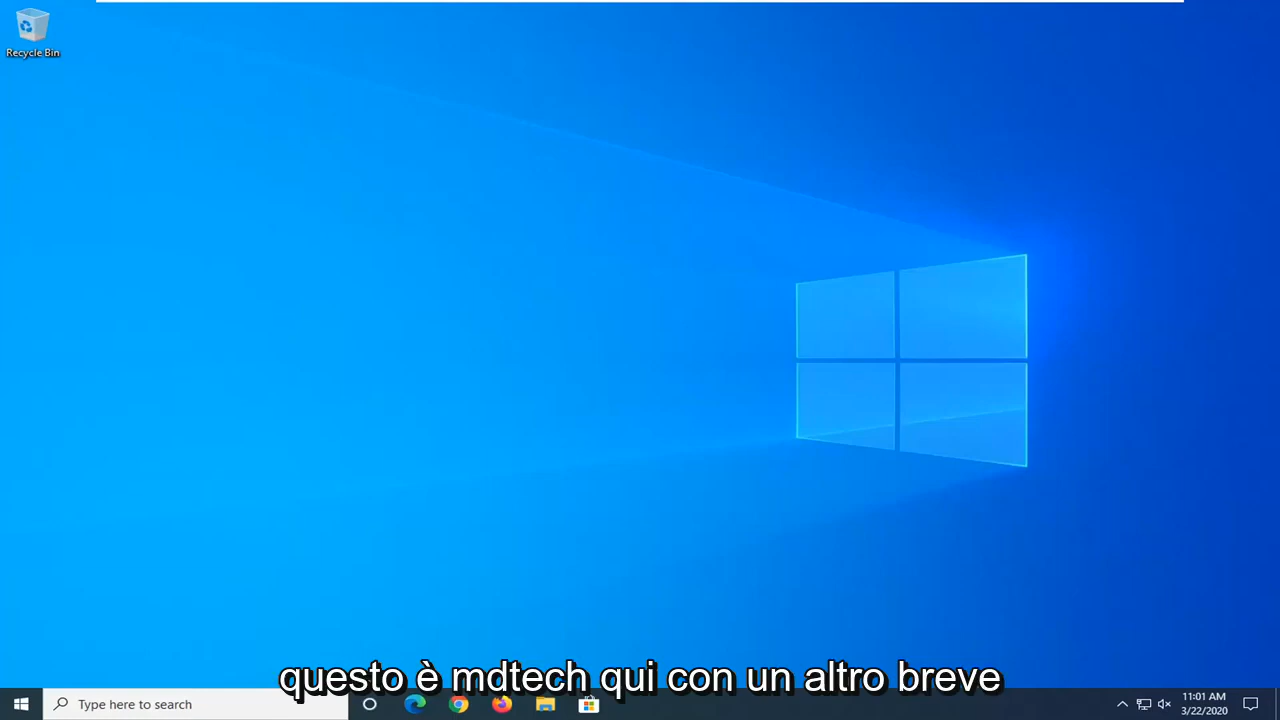 Recycle Bin
questo è mdtech qui con un altro breve
Type here to search
11:01 AM
3/22/2020